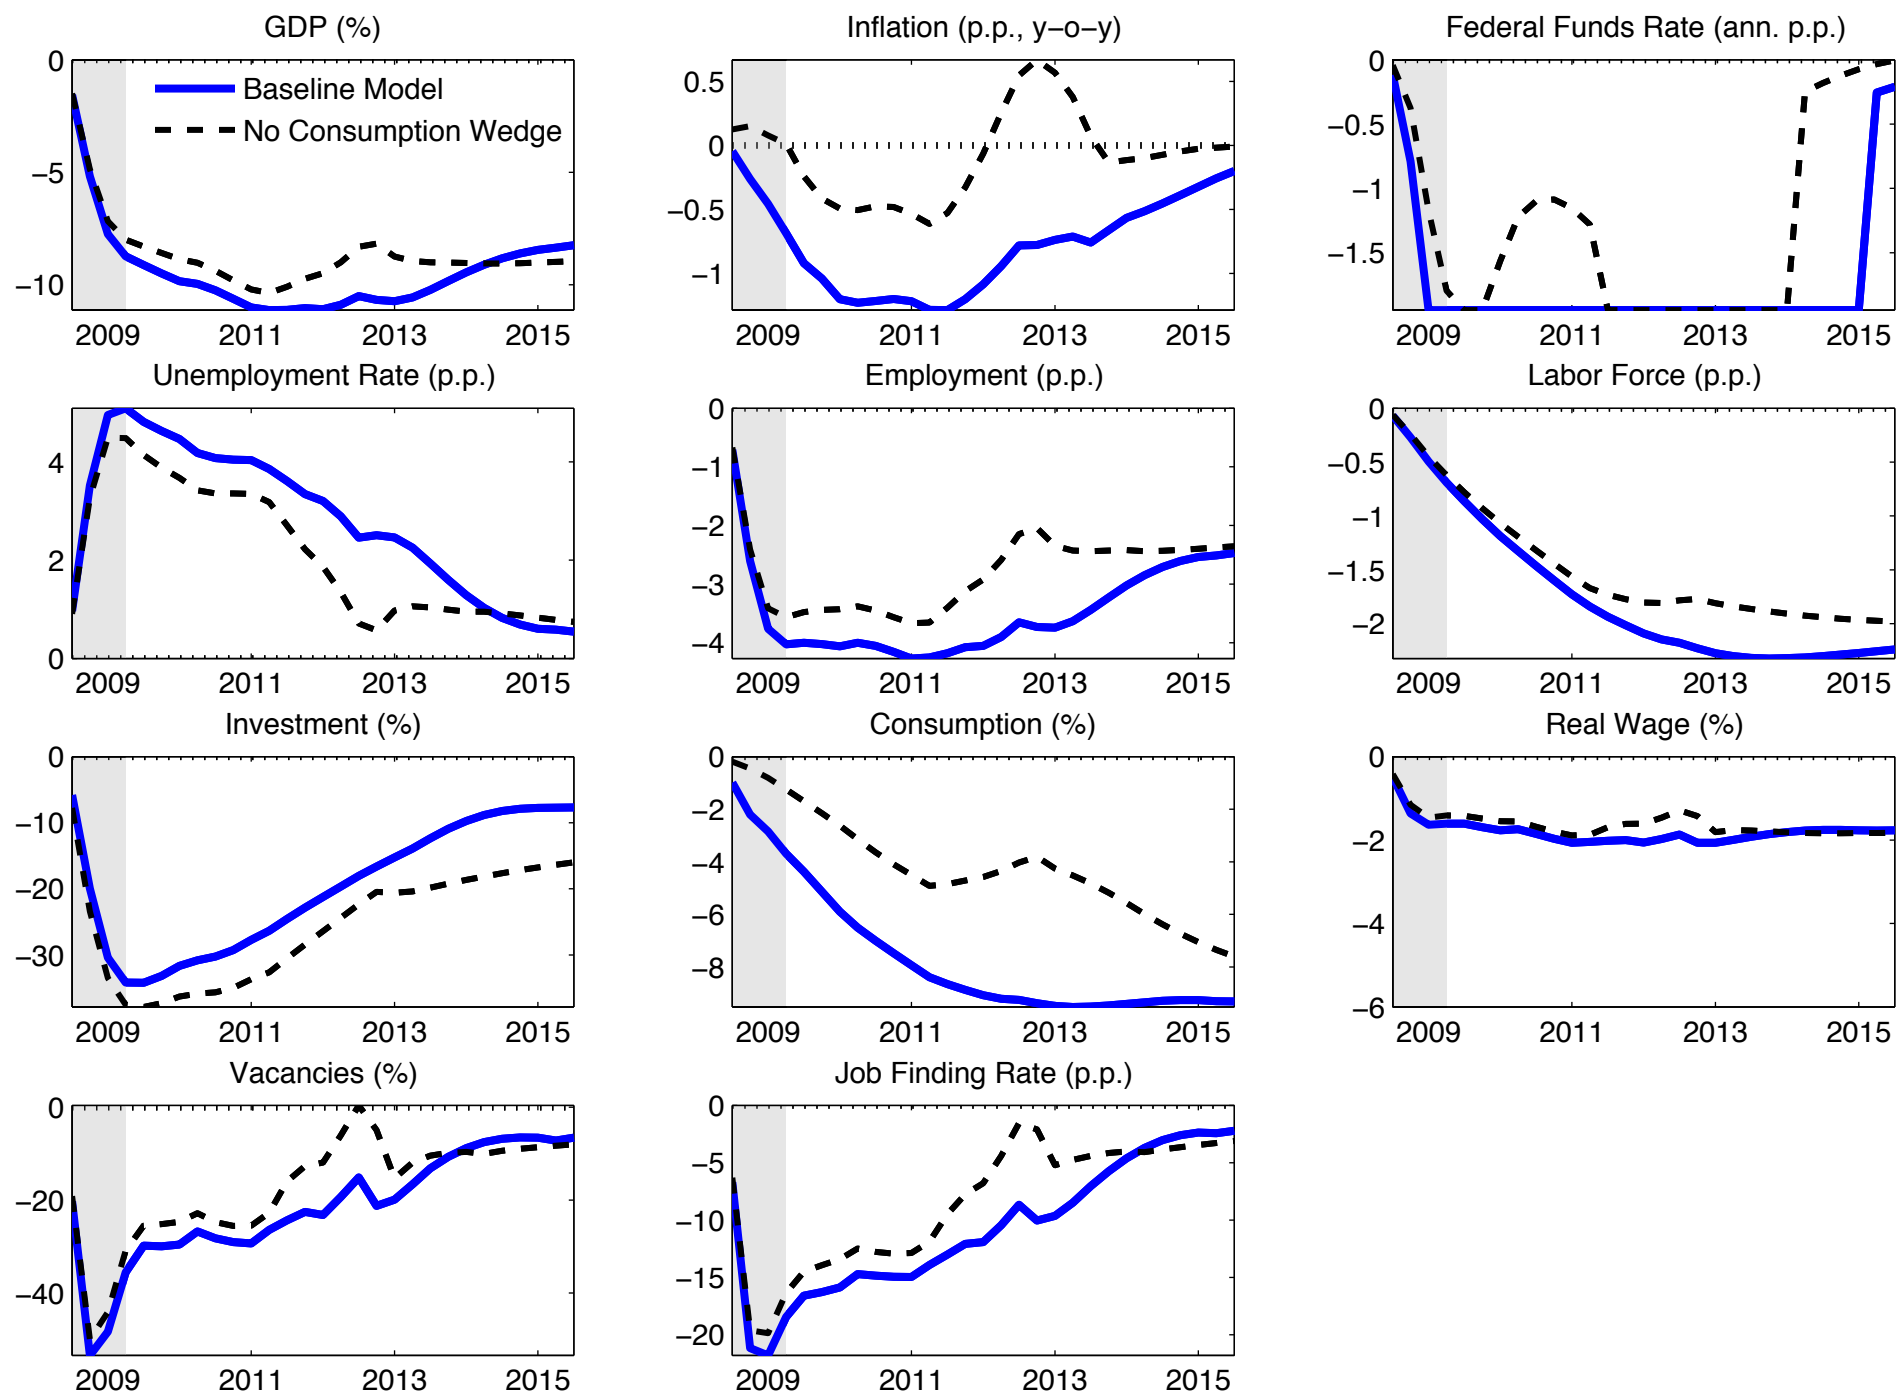 GDP (%)
0
−5
−10
Baseline Model
No Consumption Wedge
2009 2011 2013 2015
Inflation (p.p., y−o−y)
0.5
0
−0.5
−1
2009 2011 2013 2015
Federal Funds Rate (ann. p.p.)
0
−0.5
−1
−1.5
2009 2011 2013 2015
Unemployment Rate (p.p.)
4
2
0
2009 2011 2013 2015
Employment (p.p.)
0
−1
−2
−3
−4
2009 2011 2013 2015
Labor Force (p.p.)
0
−0.5
−1
−1.5
−2
2009 2011 2013 2015
Investment (%)
0
−10
−20
−30
2009 2011 2013 2015
Consumption (%)
0
−2
−4
−6
−8
2009 2011 2013 2015
Real Wage (%)
0
−2
−4
−6
2009 2011 2013 2015
Vacancies (%)
0
−20
−40
2009 2011 2013 2015
Job Finding Rate (p.p.)
0
−5
−10
−15
−20
2009 2011 2013 2015